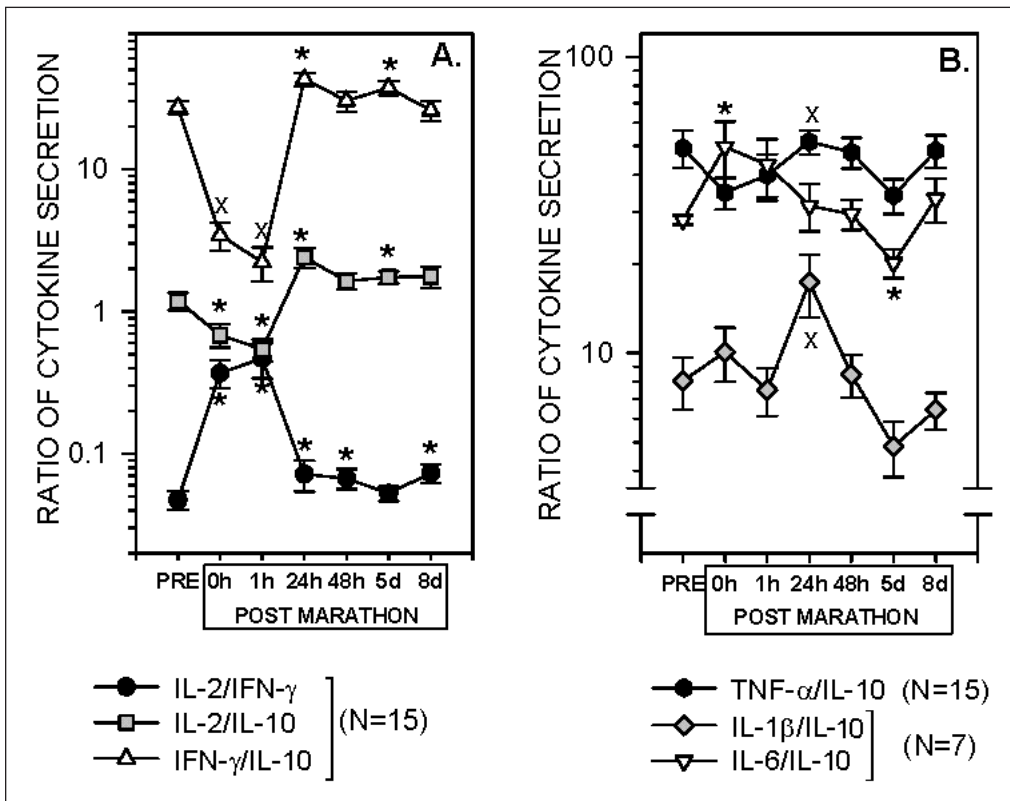 A.
RATIO OF CYTOKINE SECRETION
10
1
0.1
* * X X * * * * * * * * *
PRE 0h 1h 24h 48h 5d 8d
POST MARATHON
IL-2/IFN-γ
IL-2/IL-10
IFN-γ/IL-10
(N=15)
B.
RATIO OF CYTOKINE SECRETION
100
10
* X X *
PRE 0h 1h 24h 48h 5d 8d
POST MARATHON
TNF-α/IL-10 (N=15)
IL-1β/IL-10
IL-6/IL-10
(N=7)